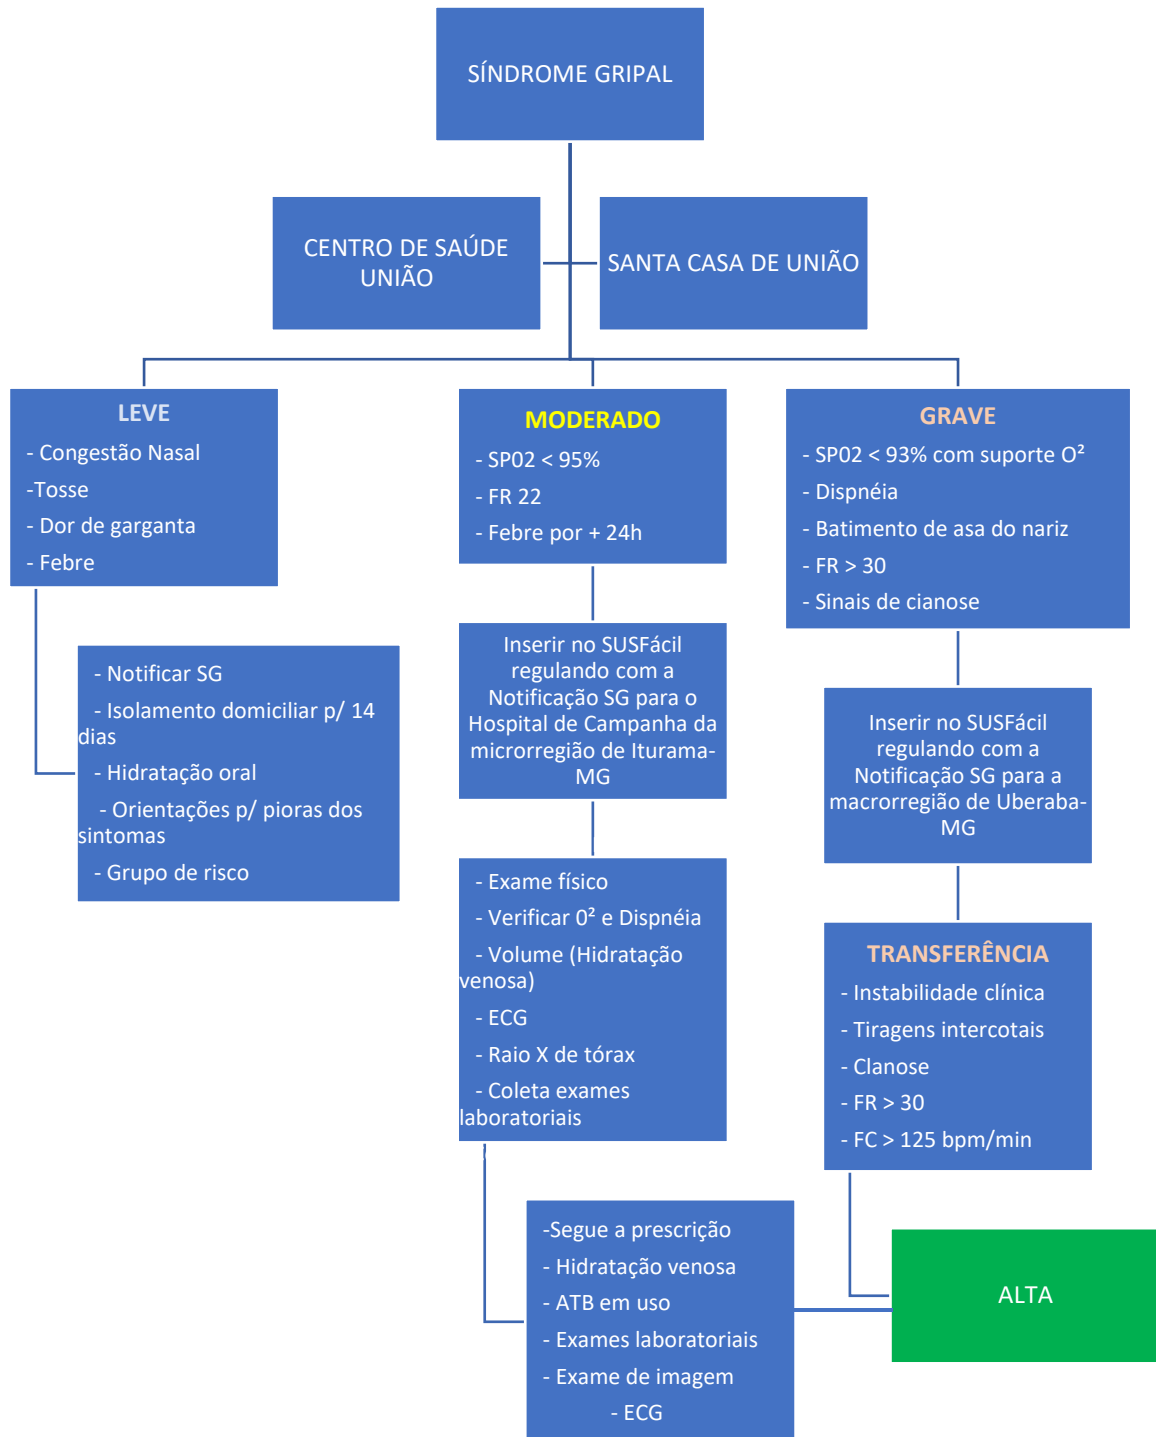 SÍNDROME GRIPAL
CENTRO DE SAÚDE
UNIÃO
SANTA CASA DE UNIÃO
LEVE
- Congestão Nasal
-Tosse
- Dor de garganta
- Febre
- Notificar SG
- Isolamento domiciliar p/ 14
dias
- Hidratação oral
- Orientações p/ pioras dos
sintomas
- Grupo de risco
MODERADO
- SP02 < 95%
- FR 22
- Febre por + 24h
Inserir no SUSFácil
regulando com a
Notificação SG para o
Hospital de Campanha da
microrregião de Iturama-
MG
- Exame físico
- Verificar 0² e Dispnéia
- Volume (Hidratação
venosa)
- ECG
- Raio X de tórax
- Coleta exames
laboratoriais
-Segue a prescrição
- Hidratação venosa
- ATB em uso
- Exames laboratoriais
- Exame de imagem
- ECG
GRAVE
- SP02 < 93% com suporte O²
- Dispnéia
- Batimento de asa do nariz
- FR > 30
- Sinais de cianose
Inserir no SUSFácil
regulando com a
Notificação SG para a
macrorregião de Uberaba-
MG
TRANSFERÊNCIA
- Instabilidade clínica
- Tiragens intercotais
- Clanose
- FR > 30
- FC > 125 bpm/min
ALTA